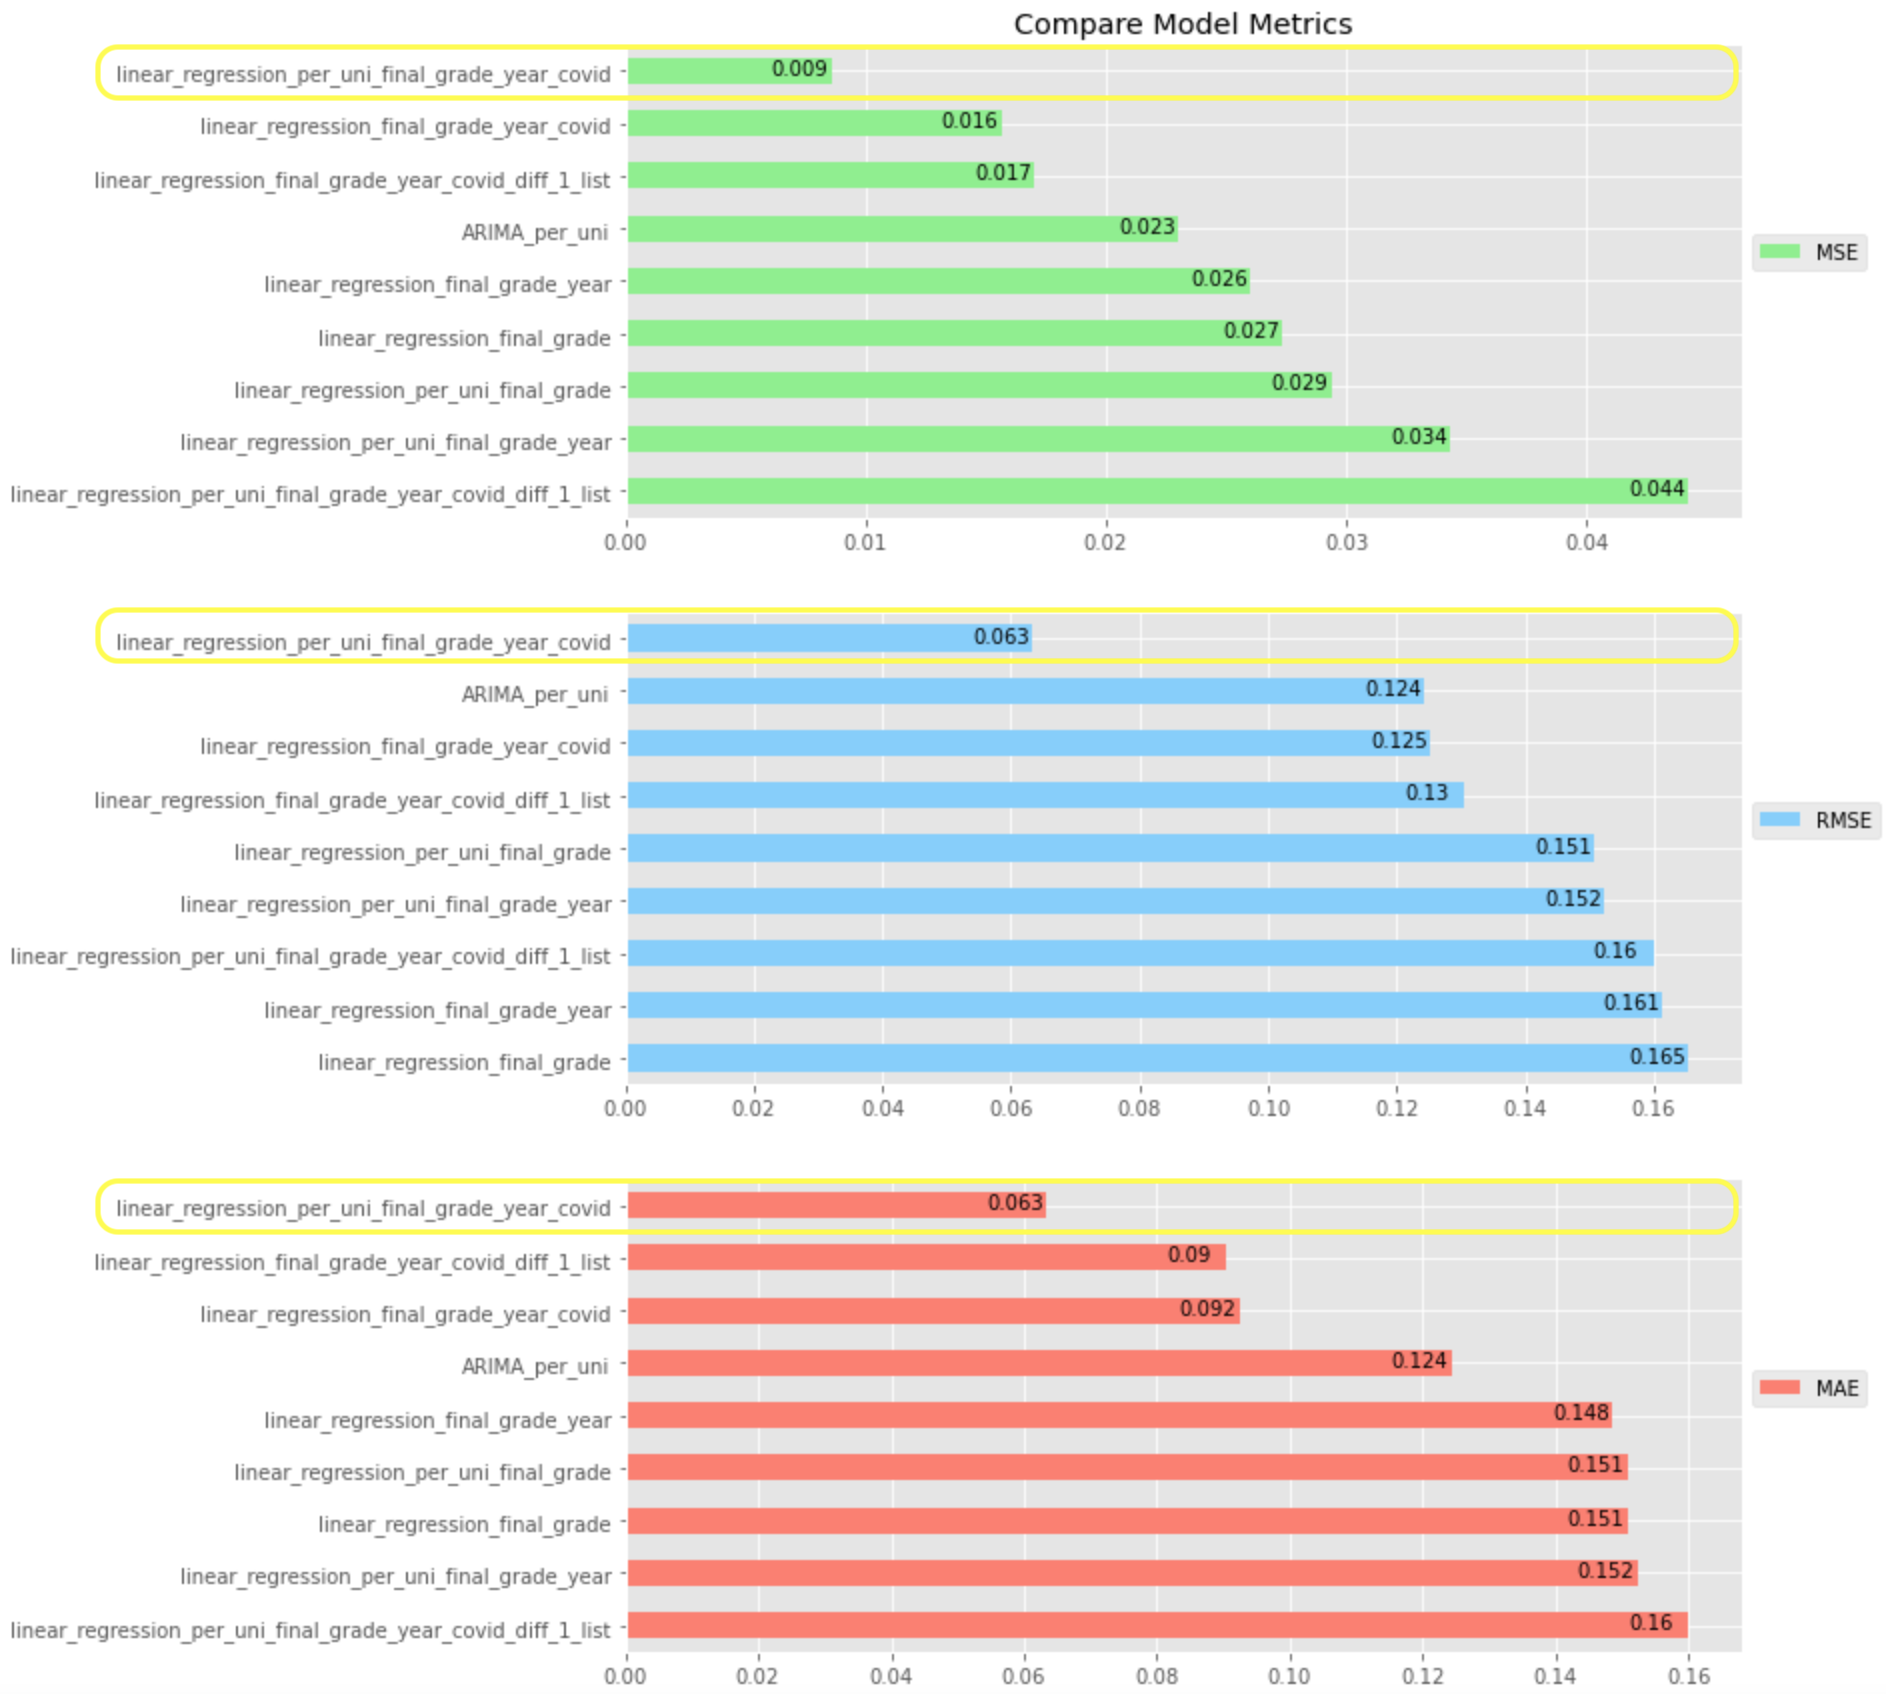 Compare Model Metrics
linear_regression_per_uni_final_grade_year_covid 0.009
linear_regression_final_grade_year_covid 0.016
linear_regression_final_grade_year_covid_diff_1_list 0.017
ARIMA_per_uni 0.023
linear_regression_final_grade_year 0.026
linear_regression_final_grade 0.027
linear_regression_per_uni_final_grade 0.029
linear_regression_per_uni_final_grade_year 0.034
linear_regression_per_uni_final_grade_year_covid_diff_1_list 0.044
0.00 0.01 0.02 0.03 0.04
MSE
linear_regression_per_uni_final_grade_year_covid 0.063
ARIMA_per_uni 0.124
linear_regression_final_grade_year_covid 0.125
linear_regression_final_grade_year_covid_diff_1_list 0.13
linear_regression_per_uni_final_grade 0.151
linear_regression_per_uni_final_grade_year 0.152
linear_regression_per_uni_final_grade_year_covid_diff_1_list 0.16
linear_regression_final_grade_year 0.161
linear_regression_final_grade 0.165
0.00 0.02 0.04 0.06 0.08 0.10 0.12 0.14 0.16
RMSE
linear_regression_per_uni_final_grade_year_covid 0.063
linear_regression_final_grade_year_covid_diff_1_list 0.09
linear_regression_final_grade_year_covid 0.092
ARIMA_per_uni 0.124
linear_regression_final_grade_year 0.148
linear_regression_per_uni_final_grade 0.151
linear_regression_final_grade 0.151
linear_regression_per_uni_final_grade_year 0.152
linear_regression_per_uni_final_grade_year_covid_diff_1_list 0.16
0.00 0.02 0.04 0.06 0.08 0.10 0.12 0.14 0.16
MAE